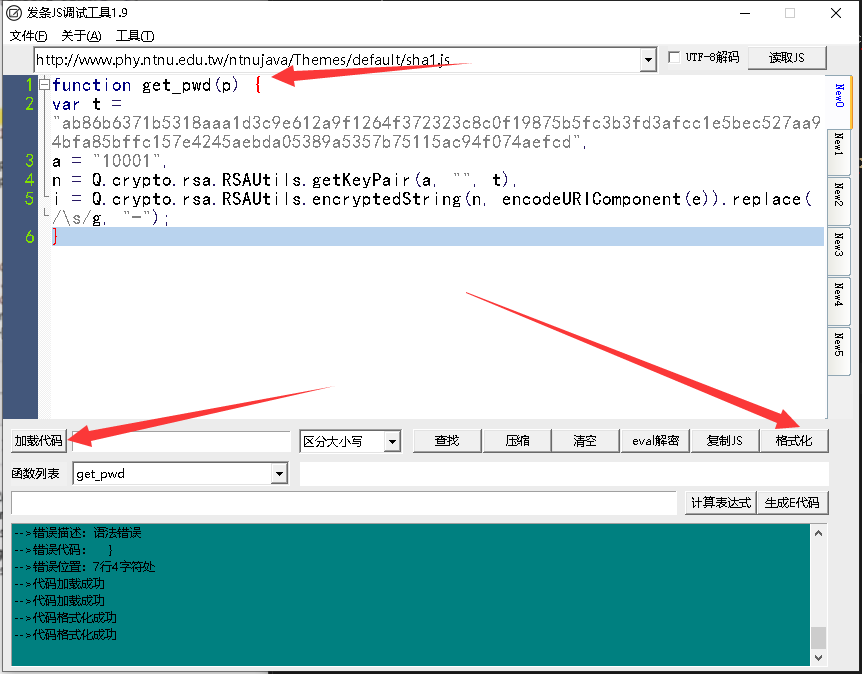 发条JS调试工具1.9
文件(F) 关于(A) 工具(T)
http://www.phy.ntnu.edu.tw/ntnujava/Themes/default/sha1.js UTF-8解码 读取JS
1 function get_pwd(p) {
2 var t =
"ab86b6371b5318aaa1d3c9e612a9f1264f372323c8c0f19875b5fc3b3fd3afcc1e5bec527aa9
4bfa85bffc157e4245aebda05389a5357b75115ac94f074aefcd",
3 a = "10001",
4 n = Q.crypto.rsa.RSAUtils.getKeyPair(a, "", t),
5 i = Q.crypto.rsa.RSAUtils.encryptedString(n, encodeURIComponent(e)).replace(
/\s/g, "-");
6 }
New0
New1
New2
New3
New4
New5
加载代码 区分大小写 查找 压缩 清空 eval解密 复制JS 格式化
函数列表 get_pwd
计算表达式 生成E代码
-->错误描述: 语法错误
-->错误代码: }
-->错误位置: 7行4字符处
-->代码加载成功
-->代码加载成功
-->代码格式化成功
-->代码格式化成功